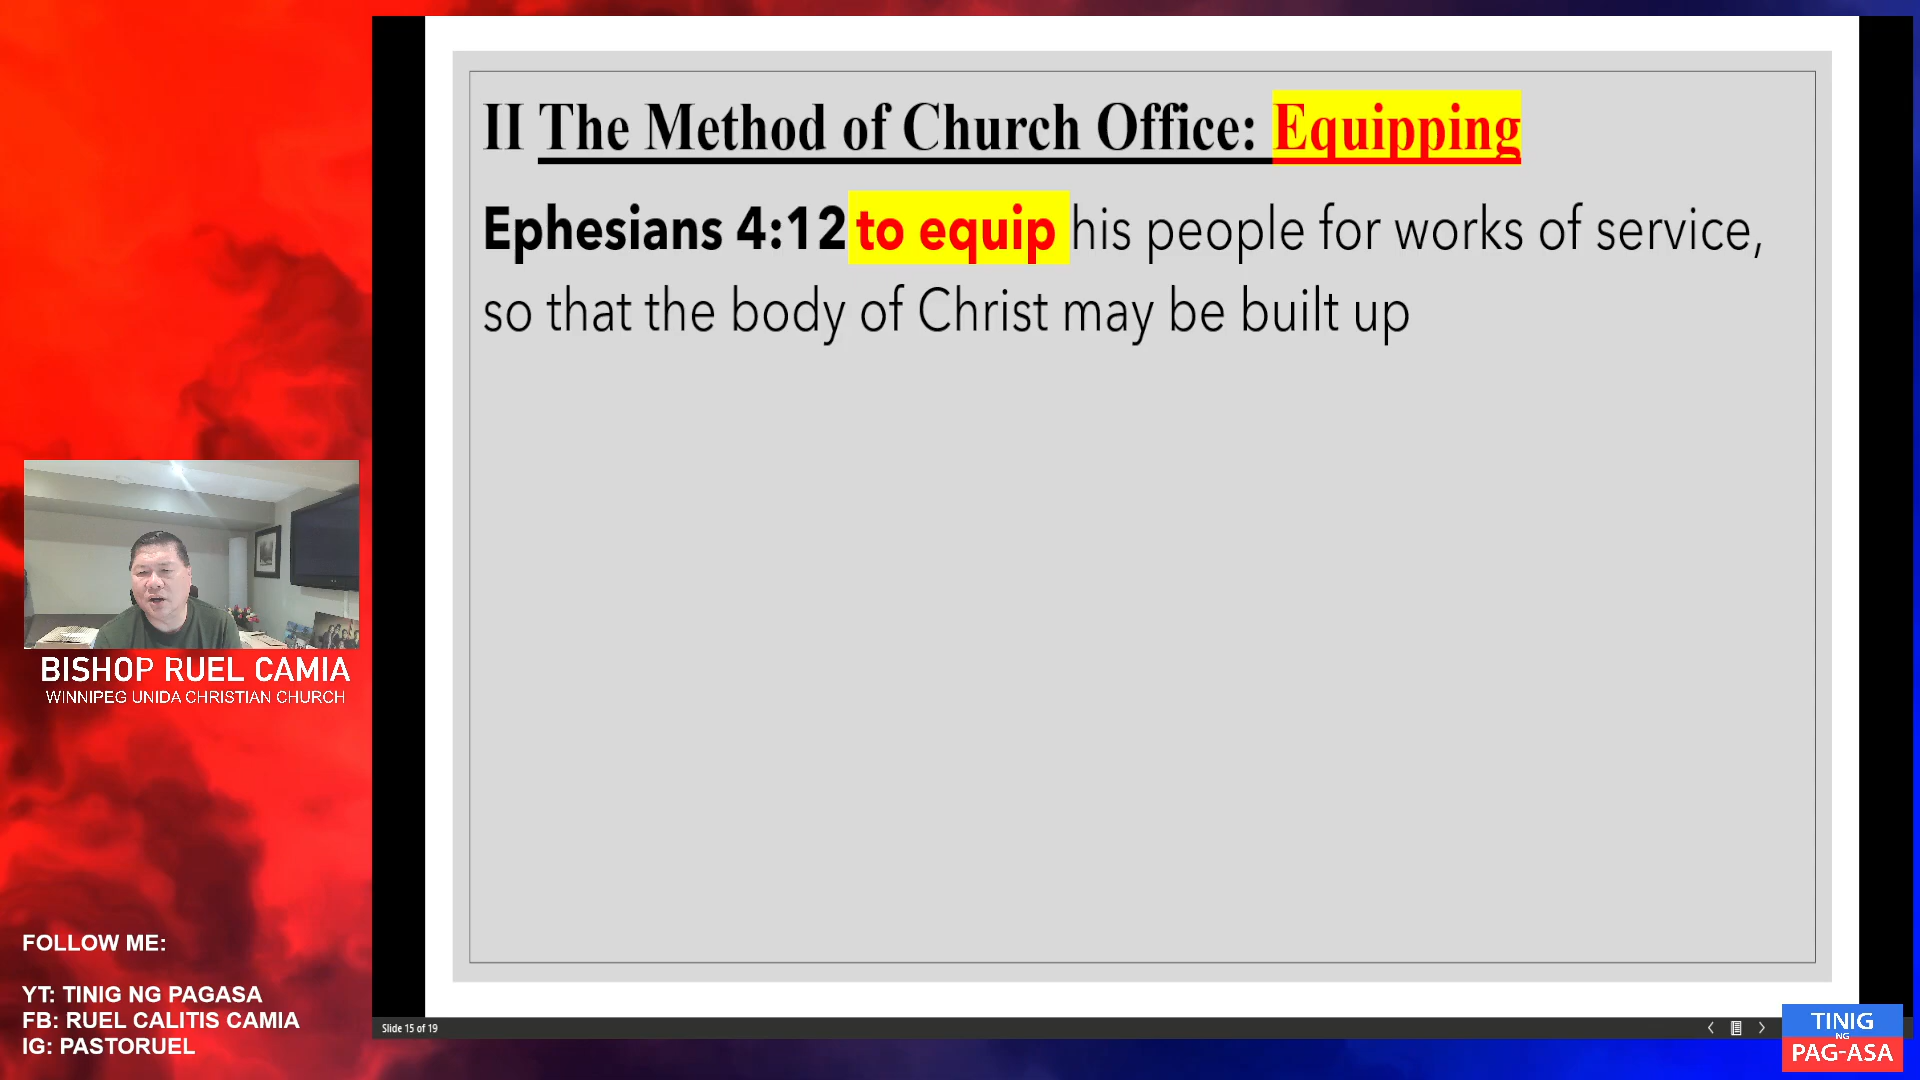 II The Method of Church Office: Equipping
Ephesians 4:12 to equip his people for works of service,
so that the body of Christ may be built up
BISHOP RUEL CAMIA
WINNIPEG UNIDA CHRISTIAN CHURCH
FOLLOW ME:
YT: TINIG NG PAGASA
FB: RUEL CALITIS CAMIA
IG: PASTORUEL
Slide 15 of 19
TINIG
NG
PAG-ASA